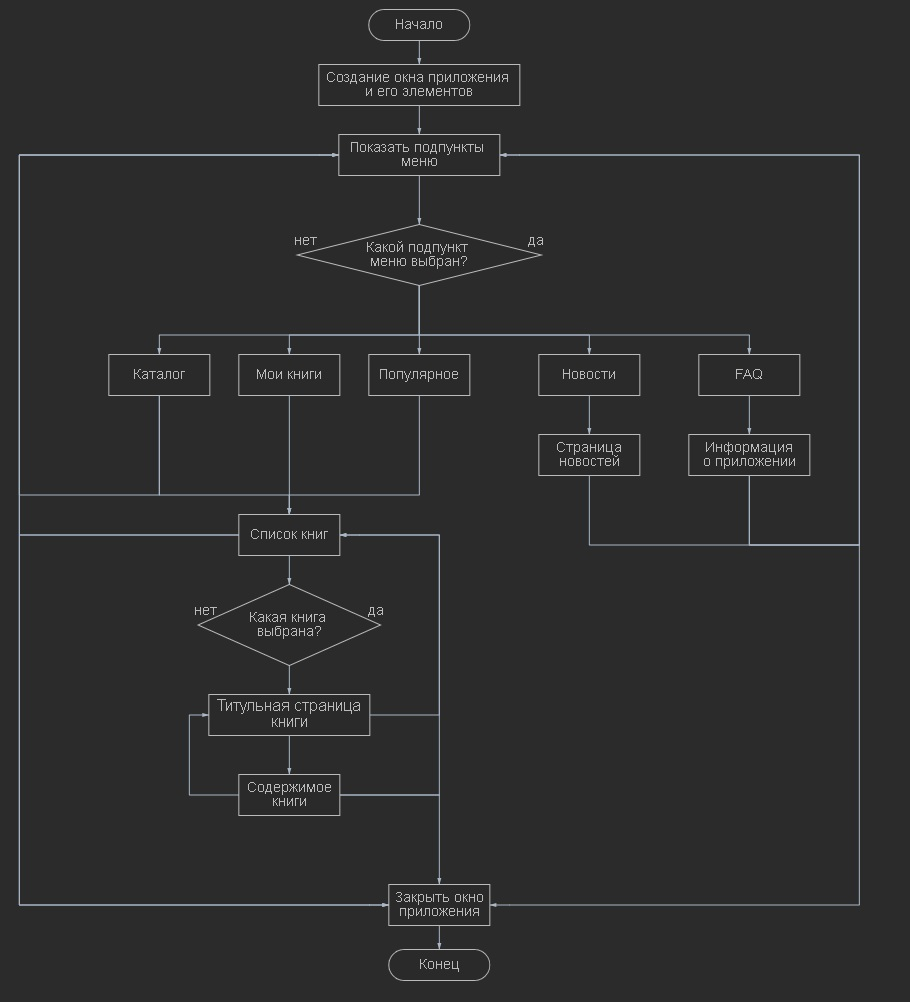 Начало
Создание окна приложения
и его элементов
Показать подпункты
меню
нет
да
Какой подпункт
меню выбран?
Каталог
Мои книги
Популярное
Новости
FAQ
Страница
новостей
Информация
о приложении
Список книг
нет
да
Какая книга
выбрана?
Титульная страница
книги
Содержимое
книги
Закрыть окно
приложения
Конец